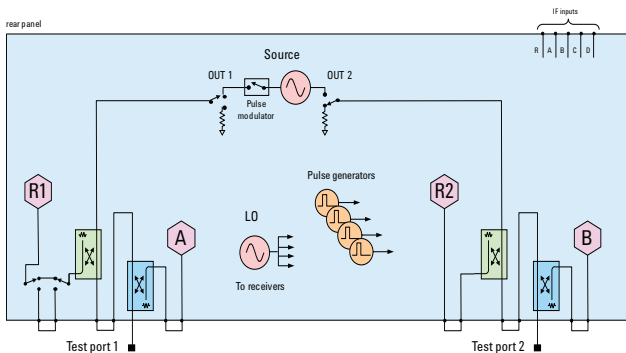 IF inputs
rear panel
R A B C D
Source
OUT 1
OUT 2
Pulse
modulator
Pulse generators
R1
R2
LO
A
B
To receivers
Test port 1
Test port 2